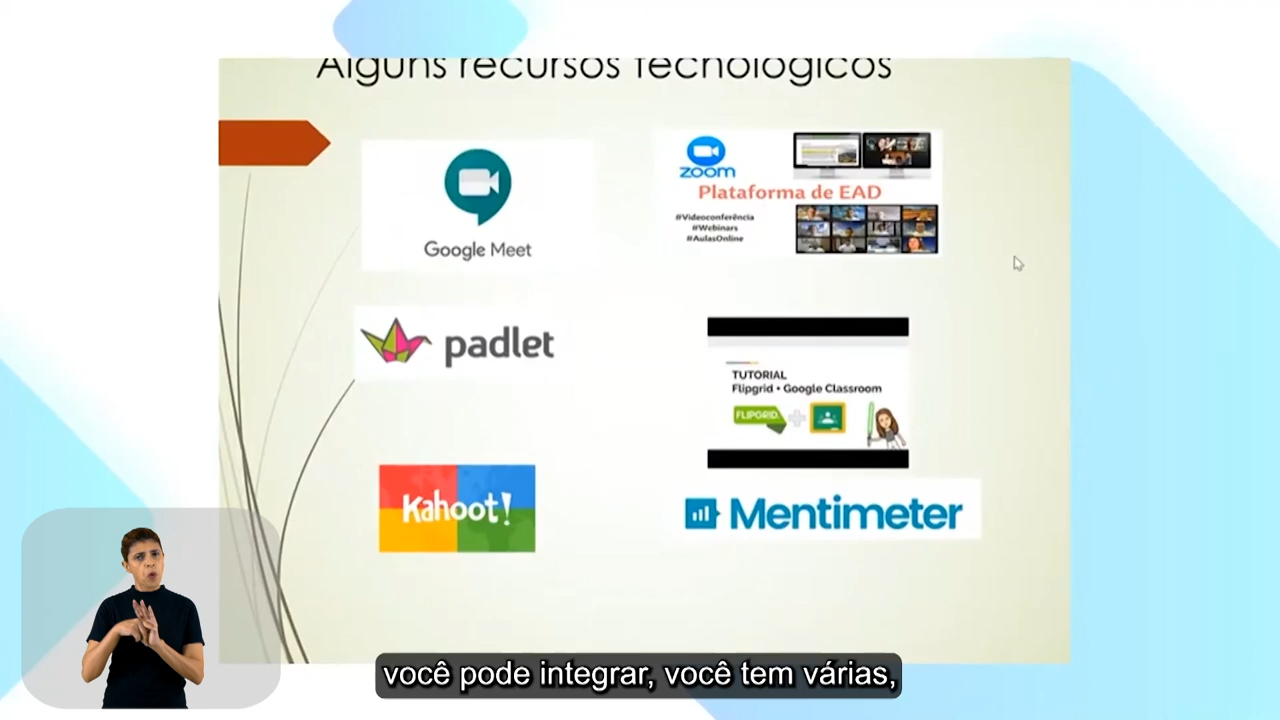 Alguns recursos tecnológicos
zoom
Plataforma de EAD
#Videoconferência
#Webinars
#AulasOnline
Google Meet
padlet
TUTORIAL
Flipgrid + Google Classroom
FLIPGRID.
Kahoot!
Mentimeter
você pode integrar, você tem várias,